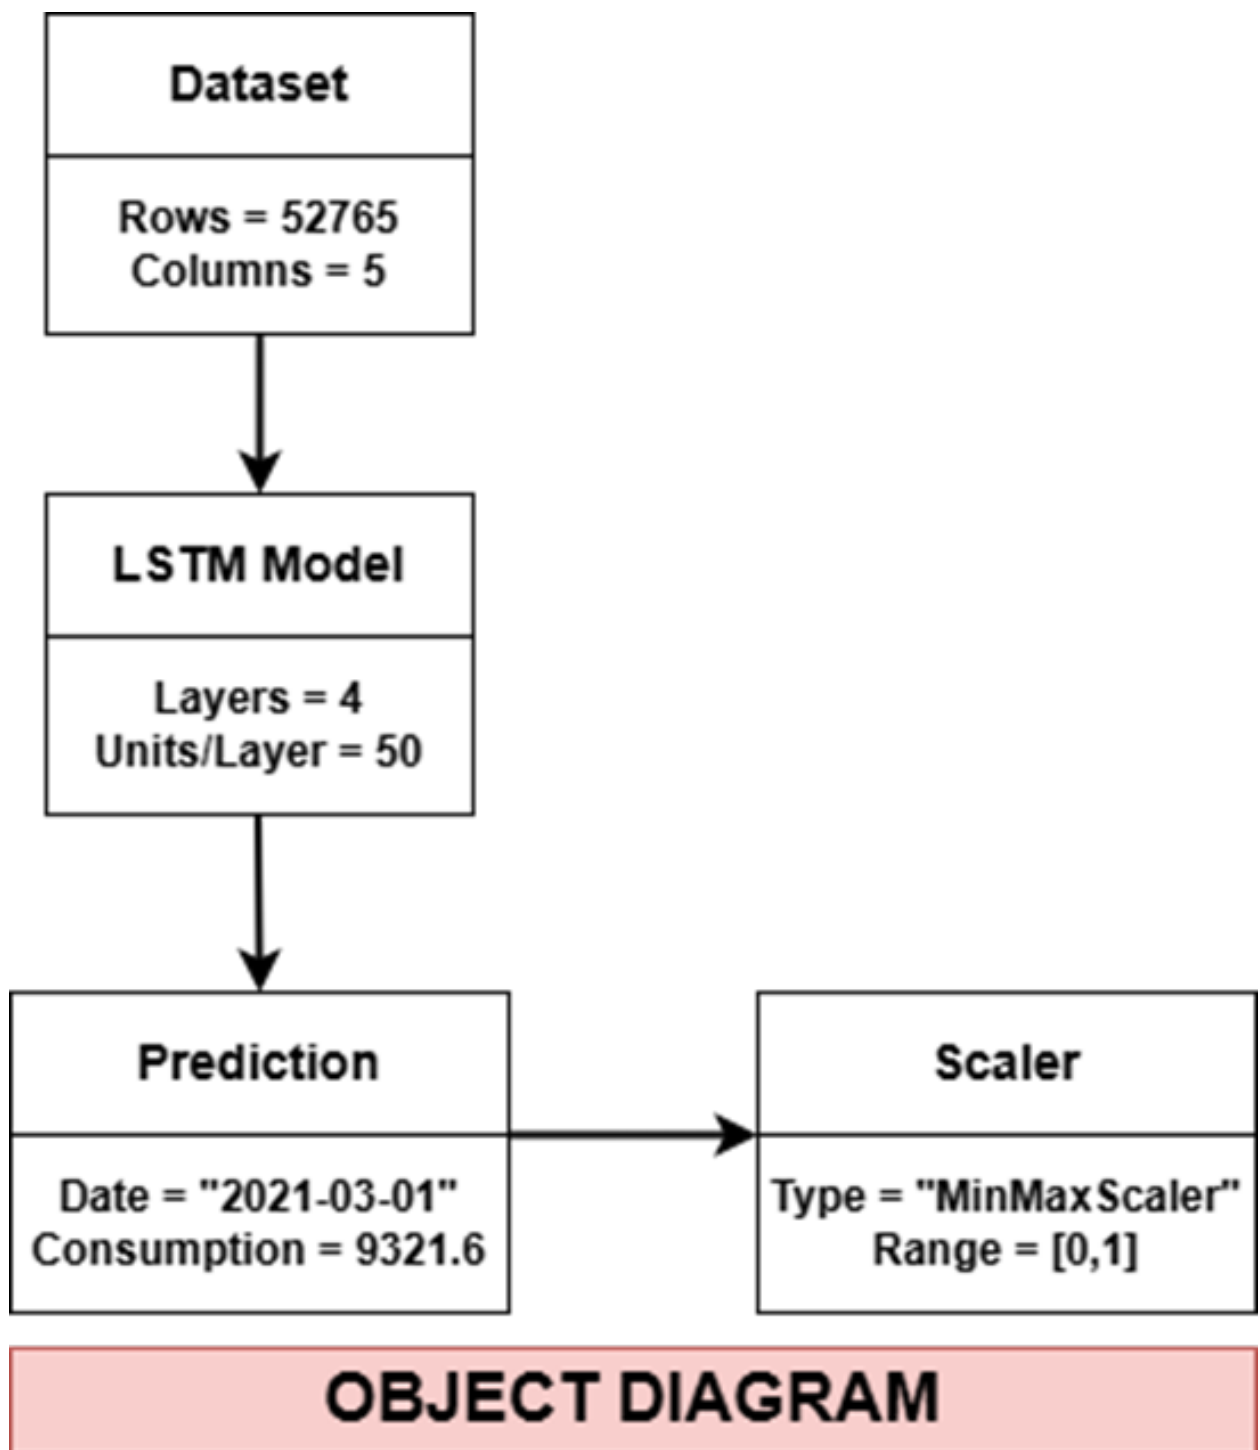 Dataset
Rows = 52765
Columns = 5
LSTM Model
Layers = 4
Units/Layer = 50
Prediction
Date = "2021-03-01"
Consumption = 9321.6
Scaler
Type = "MinMaxScaler"
Range = [0,1]
OBJECT DIAGRAM